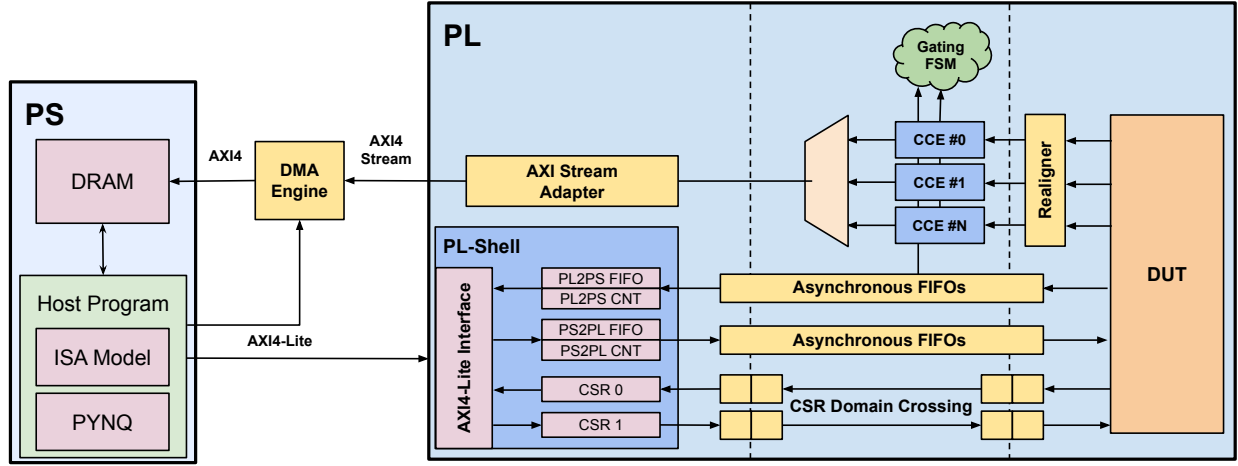 PS
DRAM
Host Program
ISA Model
PYNQ
AXI4
DMA
Engine
AXI4
Stream
AXI4-Lite
PL
AXI Stream
Adapter
Gating
FSM
CCE #0
CCE #1
CCE #N
Realigner
DUT
PL-Shell
AXI4-Lite Interface
PL2PS FIFO
PL2PS CNT
PS2PL FIFO
PS2PL CNT
CSR 0
CSR 1
Asynchronous FIFOs
Asynchronous FIFOs
CSR Domain Crossing